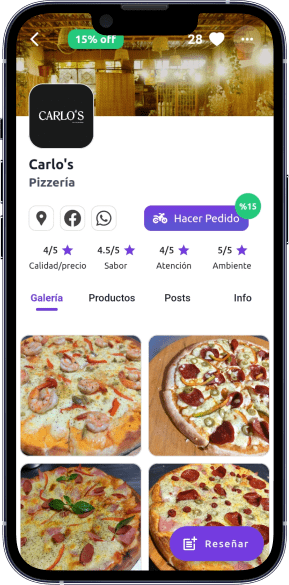 15% off
28
CARLO'S
Carlo's
Pizzería
Hacer Pedido
%15
4/5 4.5/5 4/5 5/5
Calidad/precio Sabor Atención Ambiente
Galería Productos Posts Info
Reseñar